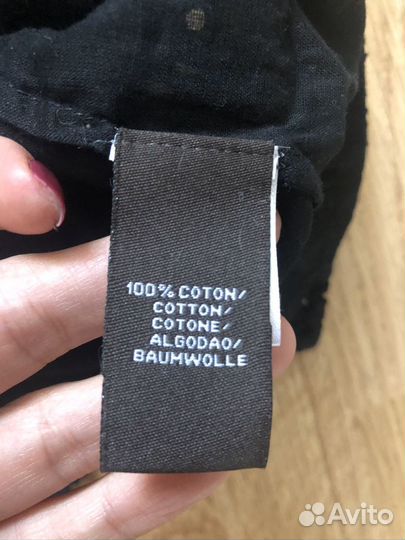 100% COTON/
COTTON/
COTONE/
ALGODAO/
BAUMWOLLE
Avito